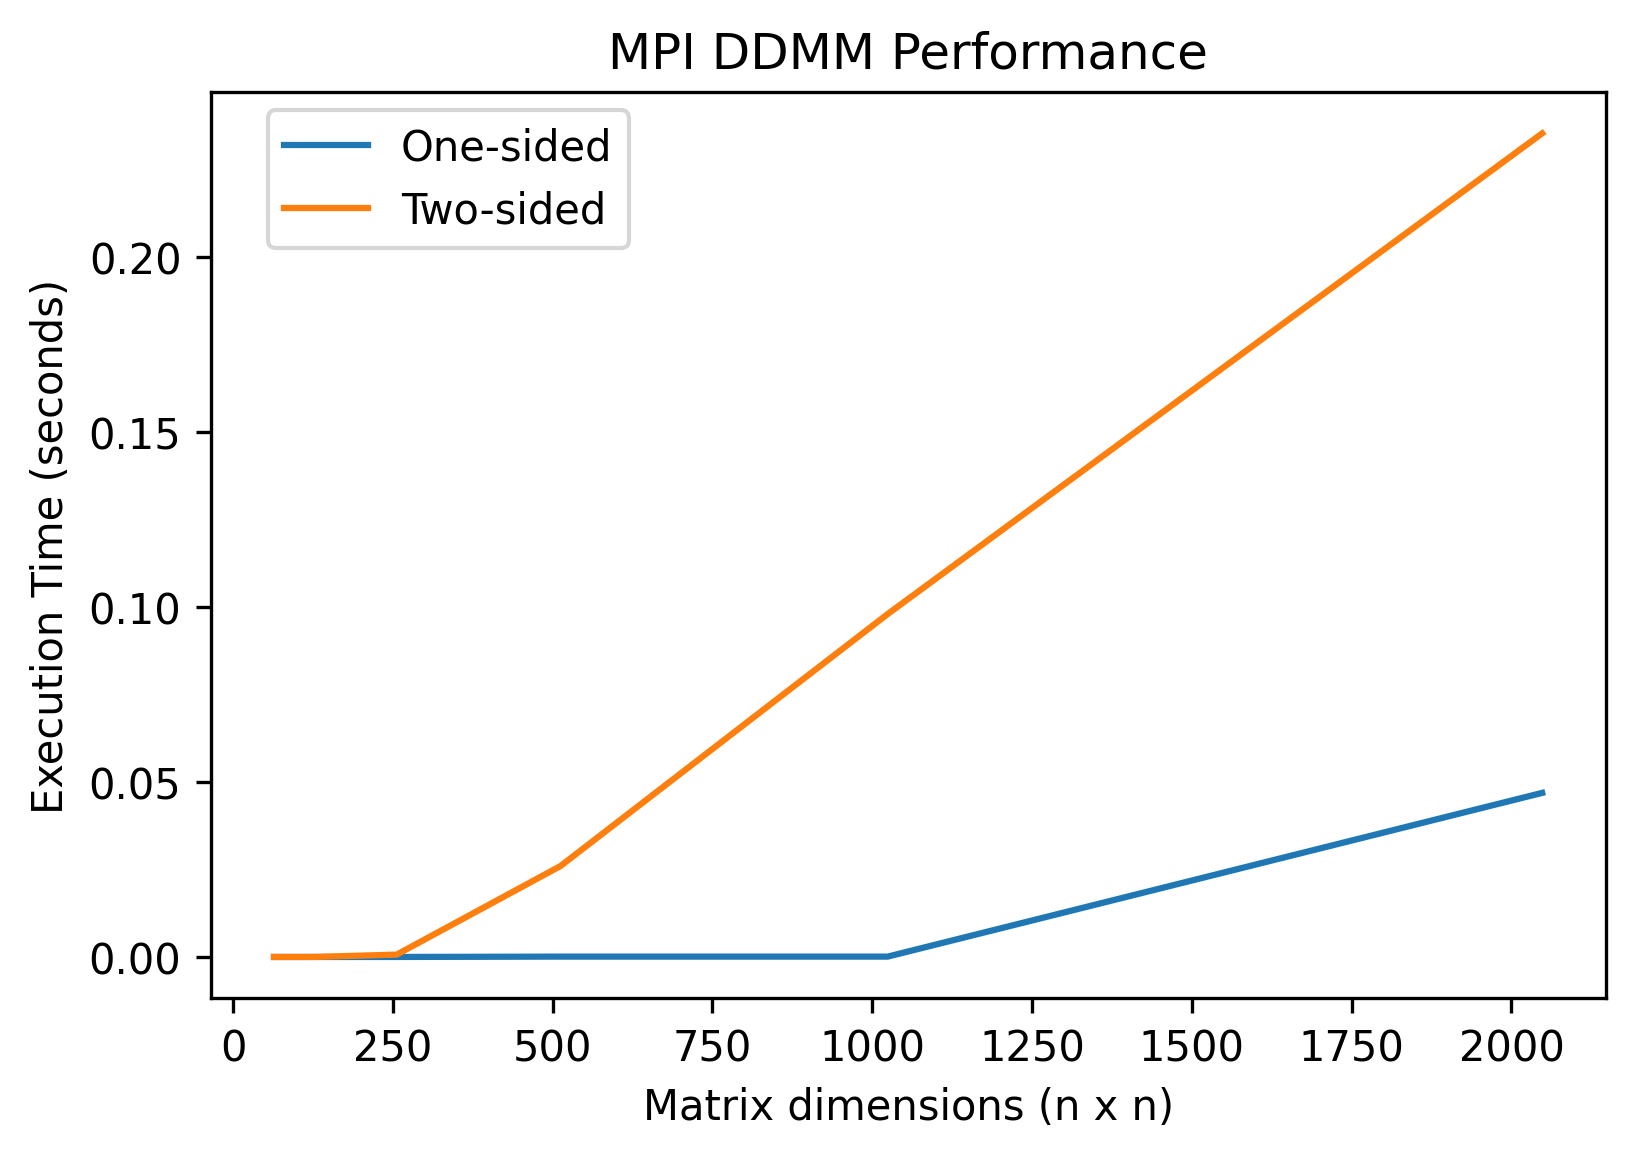 MPI DDMM Performance
One-sided
Two-sided
Execution Time (seconds)
0.20
0.15
0.10
0.05
0.00
0 250 500 750 1000 1250 1500 1750 2000
Matrix dimensions (n x n)